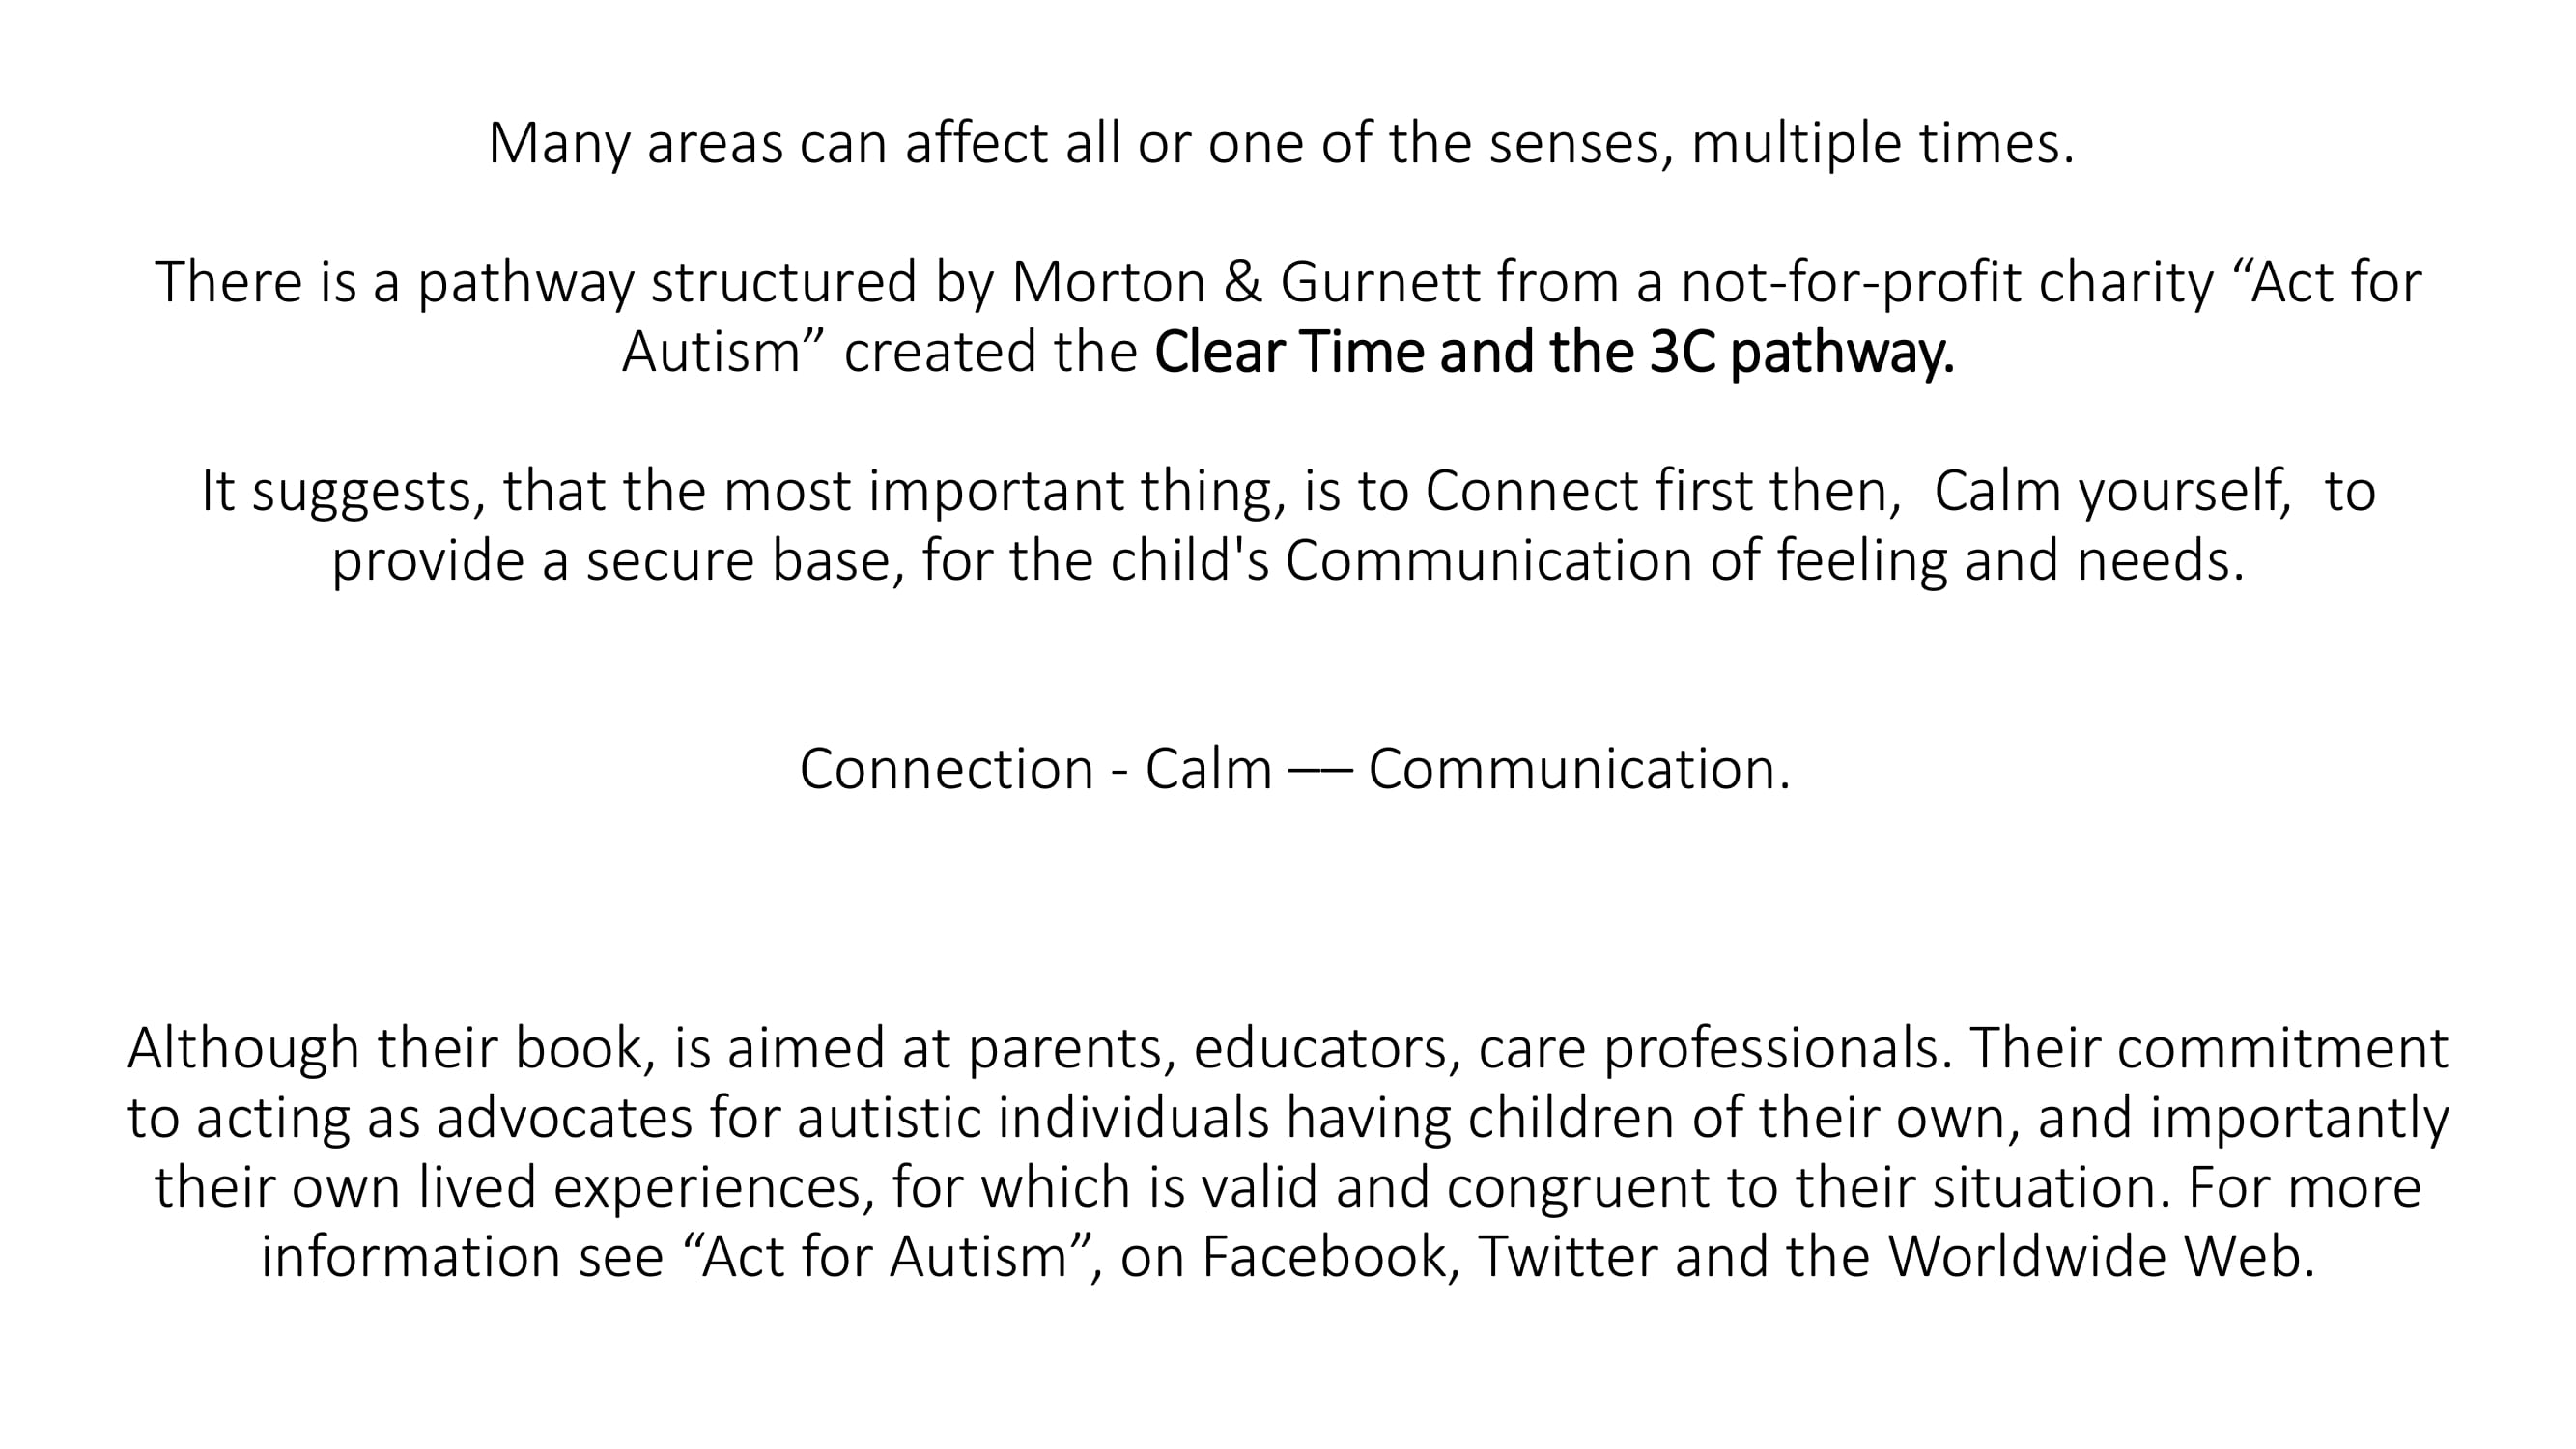 Many areas can affect all or one of the senses, multiple times.
There is a pathway structured by Morton & Gurnett from a not-for-profit charity “Act for
Autism” created the Clear Time and the 3C pathway.
It suggests, that the most important thing, is to Connect first then,  Calm yourself,  to
provide a secure base, for the child's Communication of feeling and needs.
Connection - Calm –– Communication.
Although their book, is aimed at parents, educators, care professionals. Their commitment
to acting as advocates for autistic individuals having children of their own, and importantly
their own lived experiences, for which is valid and congruent to their situation. For more
information see “Act for Autism”, on Facebook, Twitter and the Worldwide Web.